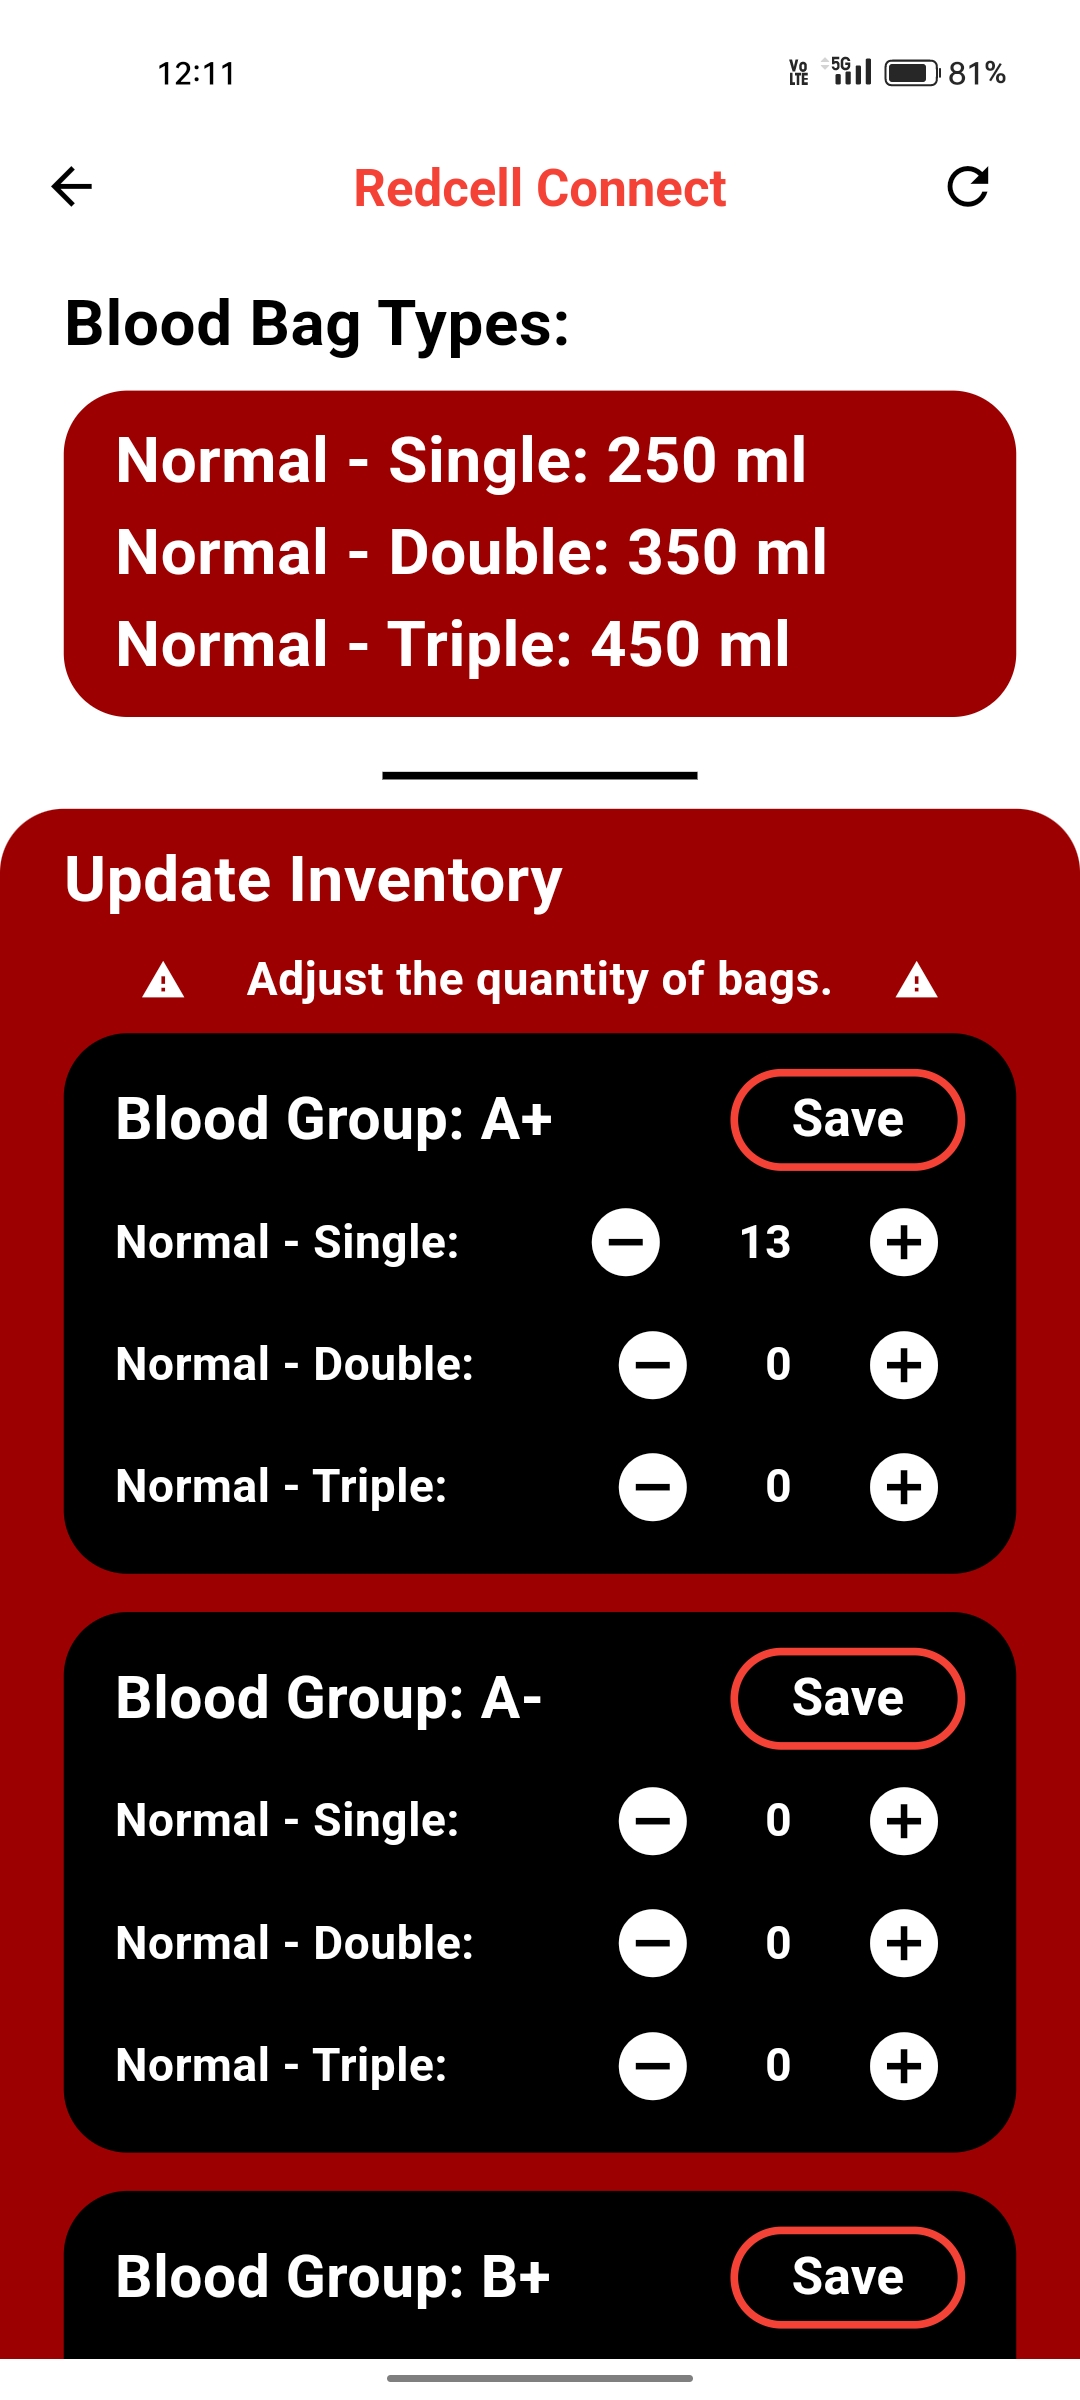 12:11 Vo LTE 5G 81%
Redcell Connect
Blood Bag Types:
Normal - Single: 250 ml
Normal - Double: 350 ml
Normal - Triple: 450 ml
Update Inventory
Adjust the quantity of bags.
Blood Group: A+ Save
Normal - Single: 13
Normal - Double: 0
Normal - Triple: 0
Blood Group: A- Save
Normal - Single: 0
Normal - Double: 0
Normal - Triple: 0
Blood Group: B+ Save